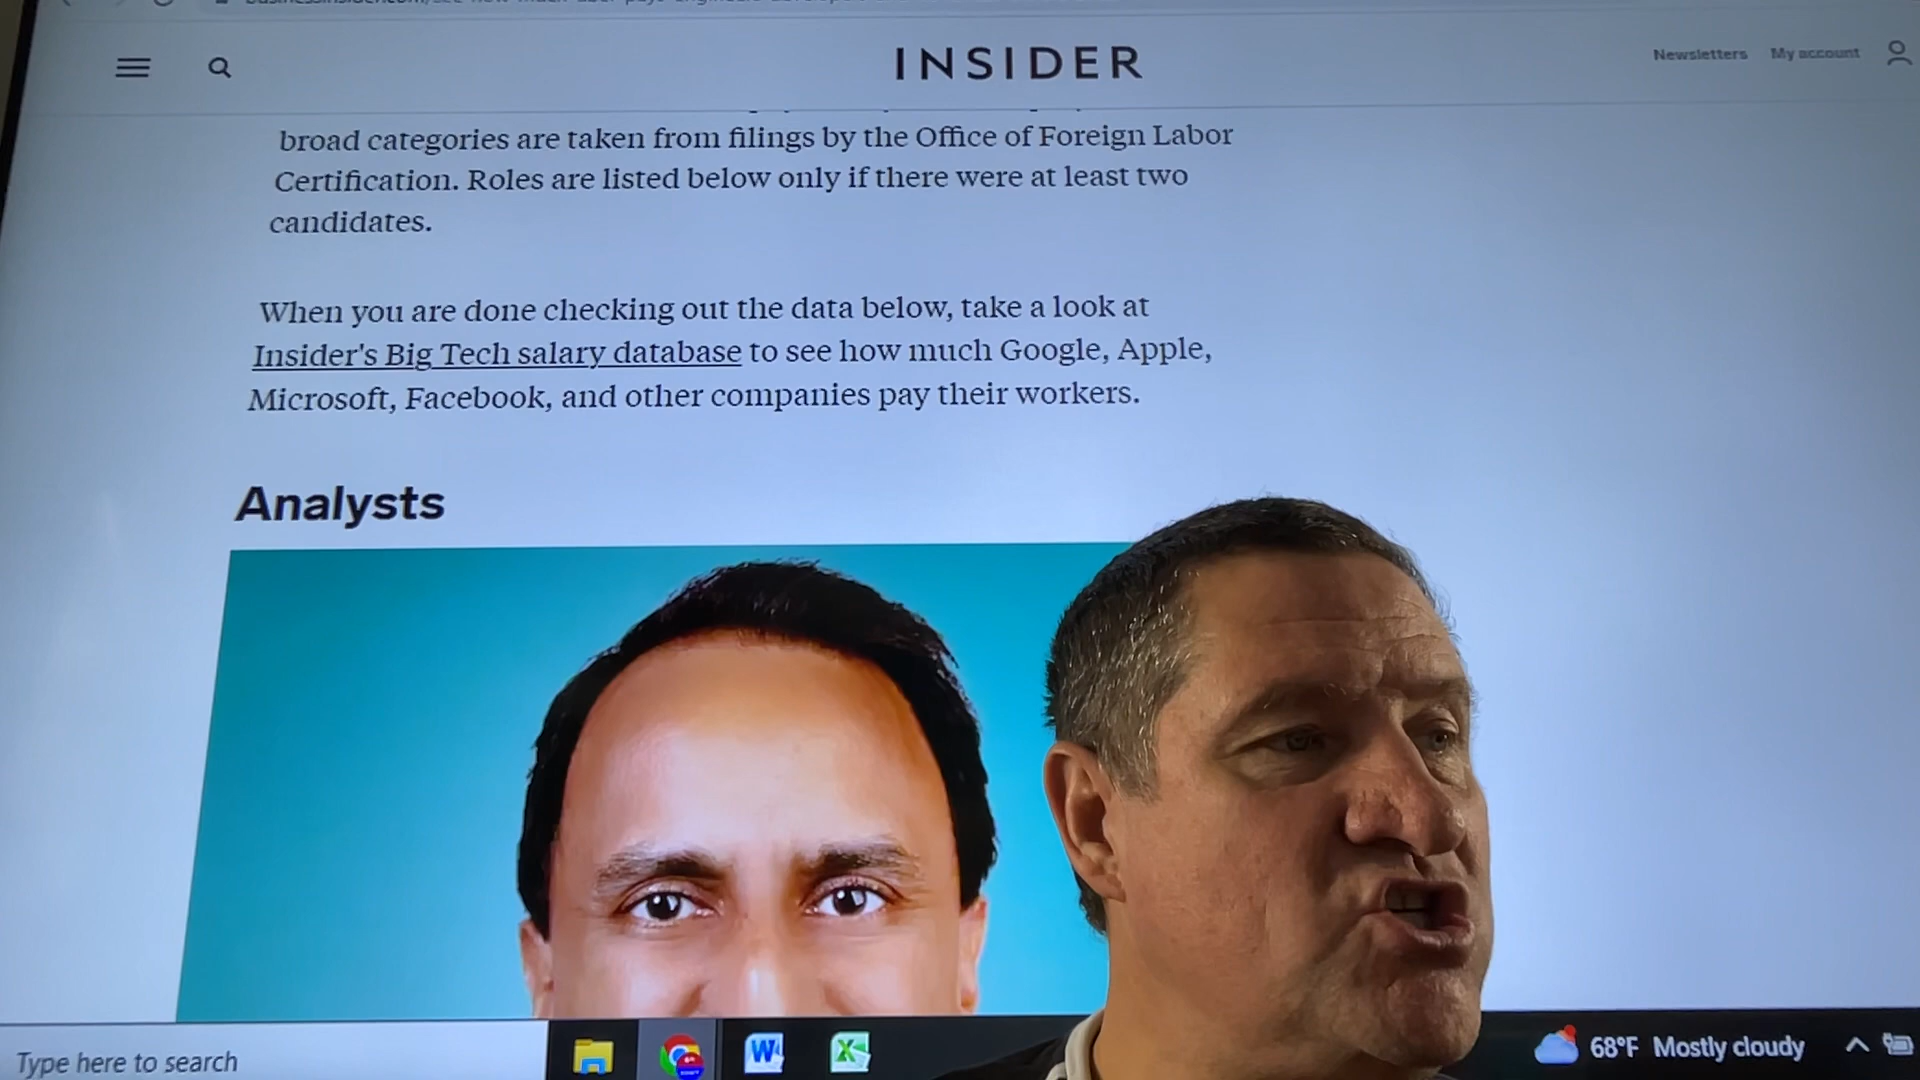 INSIDER
Newsletters My account
broad categories are taken from filings by the Office of Foreign Labor
Certification. Roles are listed below only if there were at least two
candidates.
When you are done checking out the data below, take a look at
Insider's Big Tech salary database to see how much Google, Apple,
Microsoft, Facebook, and other companies pay their workers.
Analysts
Type here to search
68°F Mostly cloudy